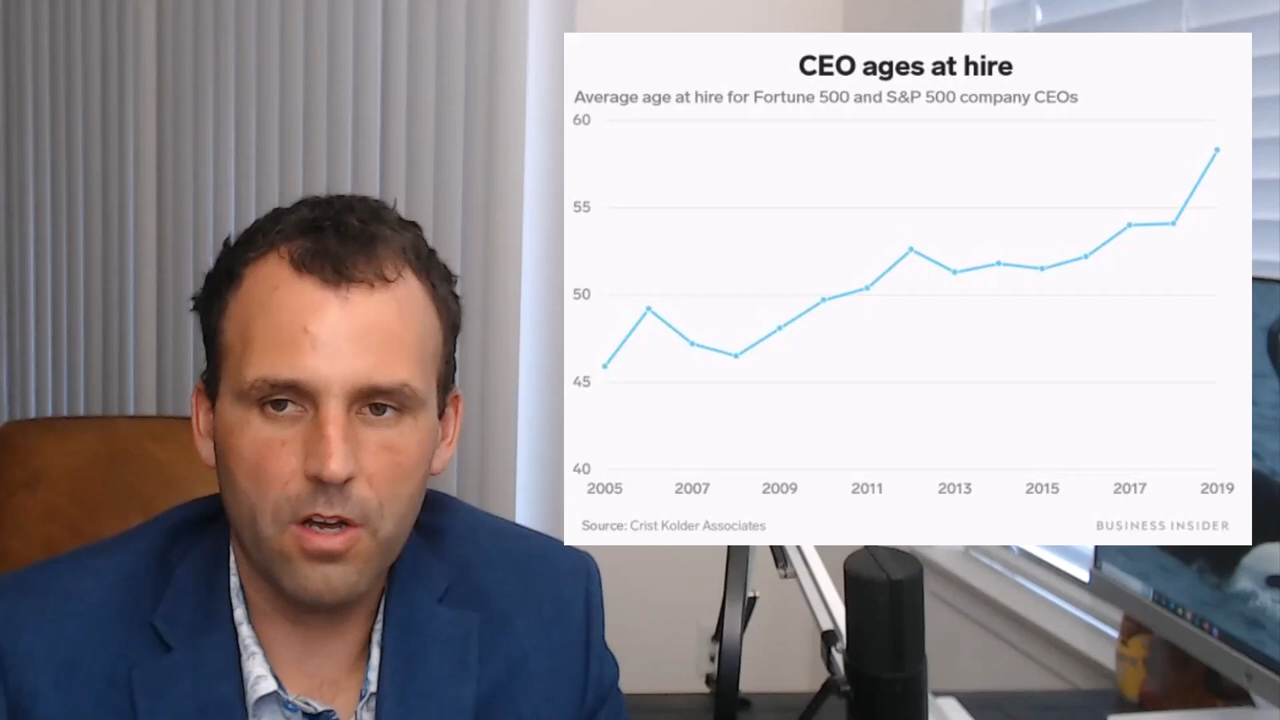 CEO ages at hire
Average age at hire for Fortune 500 and S&P 500 company CEOs
60
55
50
45
40
2005 2007 2009 2011 2013 2015 2017 2019
Source: Crist Kolder Associates
BUSINESS INSIDER